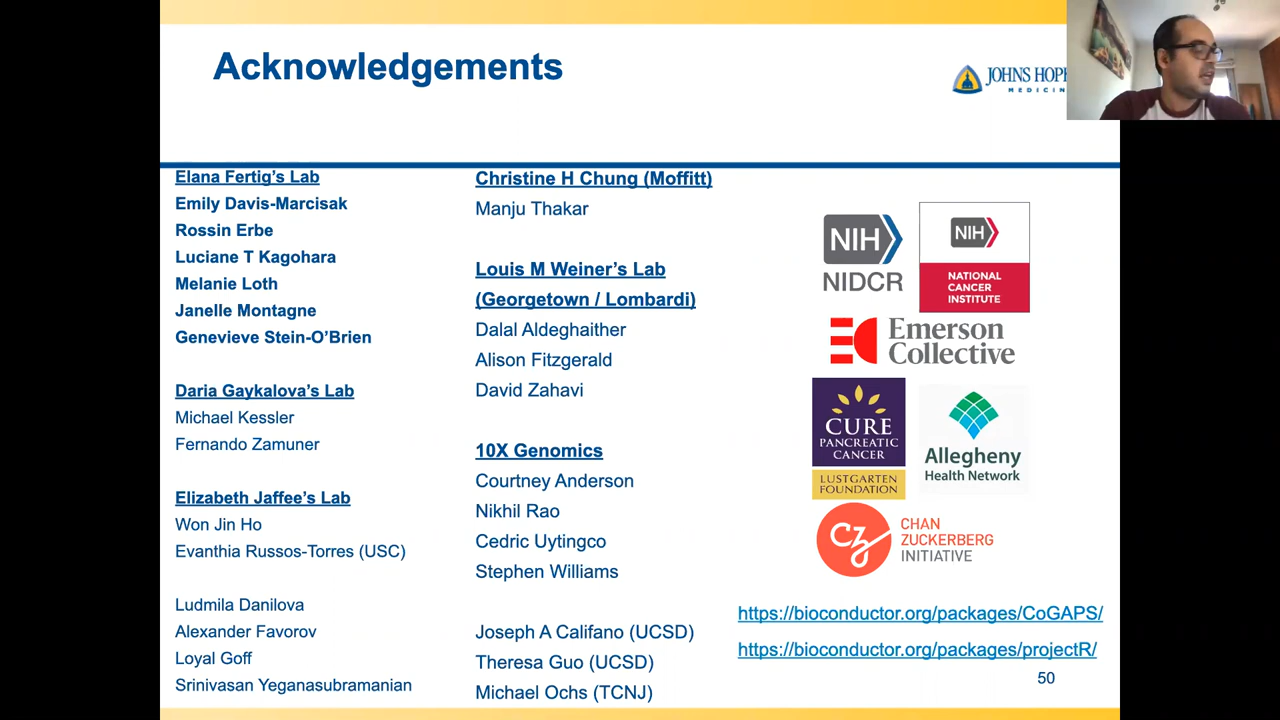 Acknowledgements
JOHNS HOPK
MEDICIN
Elana Fertig's Lab
Emily Davis-Marcisak
Rossin Erbe
Luciane T Kagohara
Melanie Loth
Janelle Montagne
Genevieve Stein-O'Brien
Daria Gaykalova's Lab
Michael Kessler
Fernando Zamuner
Elizabeth Jaffee's Lab
Won Jin Ho
Evanthia Russos-Torres (USC)
Ludmila Danilova
Alexander Favorov
Loyal Goff
Srinivasan Yeganasubramanian
Christine H Chung (Moffitt)
Manju Thakar
Louis M Weiner's Lab
(Georgetown / Lombardi)
Dalal Aldeghaither
Alison Fitzgerald
David Zahavi
10X Genomics
Courtney Anderson
Nikhil Rao
Cedric Uytingco
Stephen Williams
Joseph A Califano (UCSD)
Theresa Guo (UCSD)
Michael Ochs (TCNJ)
NIH
NIDCR
NIH
NATIONAL
CANCER
INSTITUTE
Emerson
Collective
CURE
PANCREATIC
CANCER
LUSTGARTEN
FOUNDATION
Allegheny
Health Network
CZ
CHAN
ZUCKERBERG
INITIATIVE
https://bioconductor.org/packages/CoGAPS/
https://bioconductor.org/packages/projectR/
50